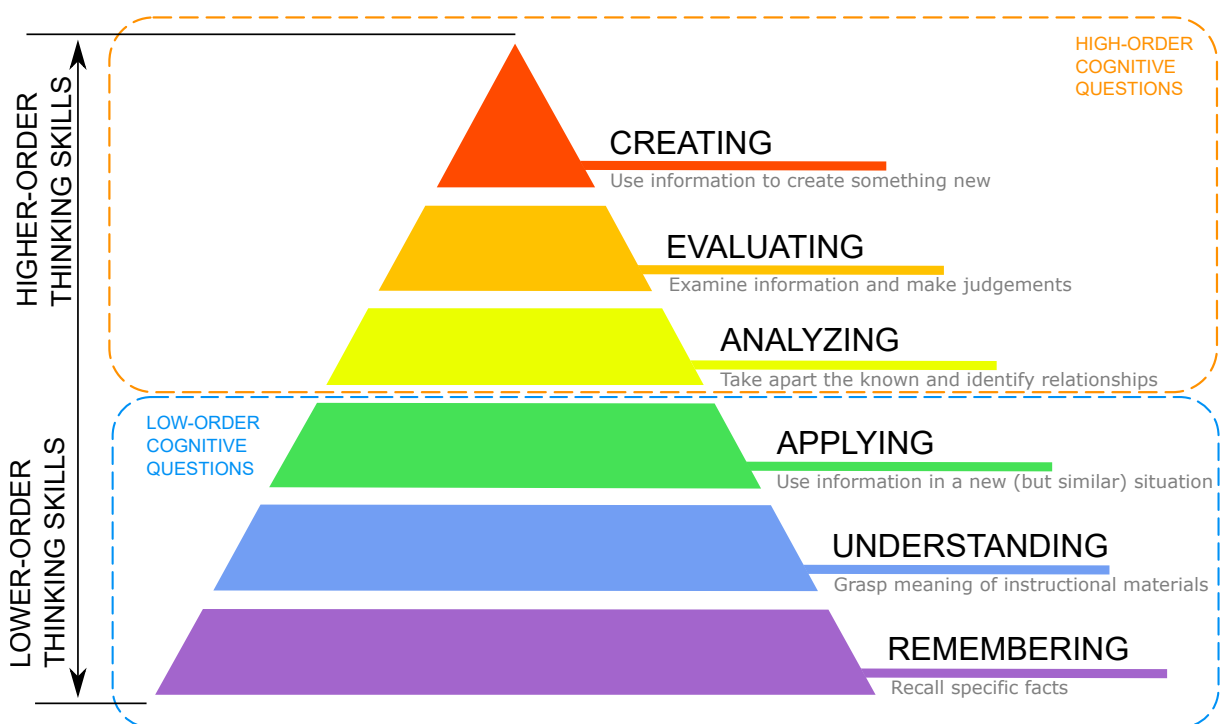 HIGHER-ORDER
THINKING SKILLS
HIGH-ORDER
COGNITIVE
QUESTIONS
CREATING
Use information to create something new
EVALUATING
Examine information and make judgements
ANALYZING
Take apart the known and identify relationships
LOWER-ORDER
THINKING SKILLS
LOW-ORDER
COGNITIVE
QUESTIONS
APPLYING
Use information in a new (but similar) situation
UNDERSTANDING
Grasp meaning of instructional materials
REMEMBERING
Recall specific facts